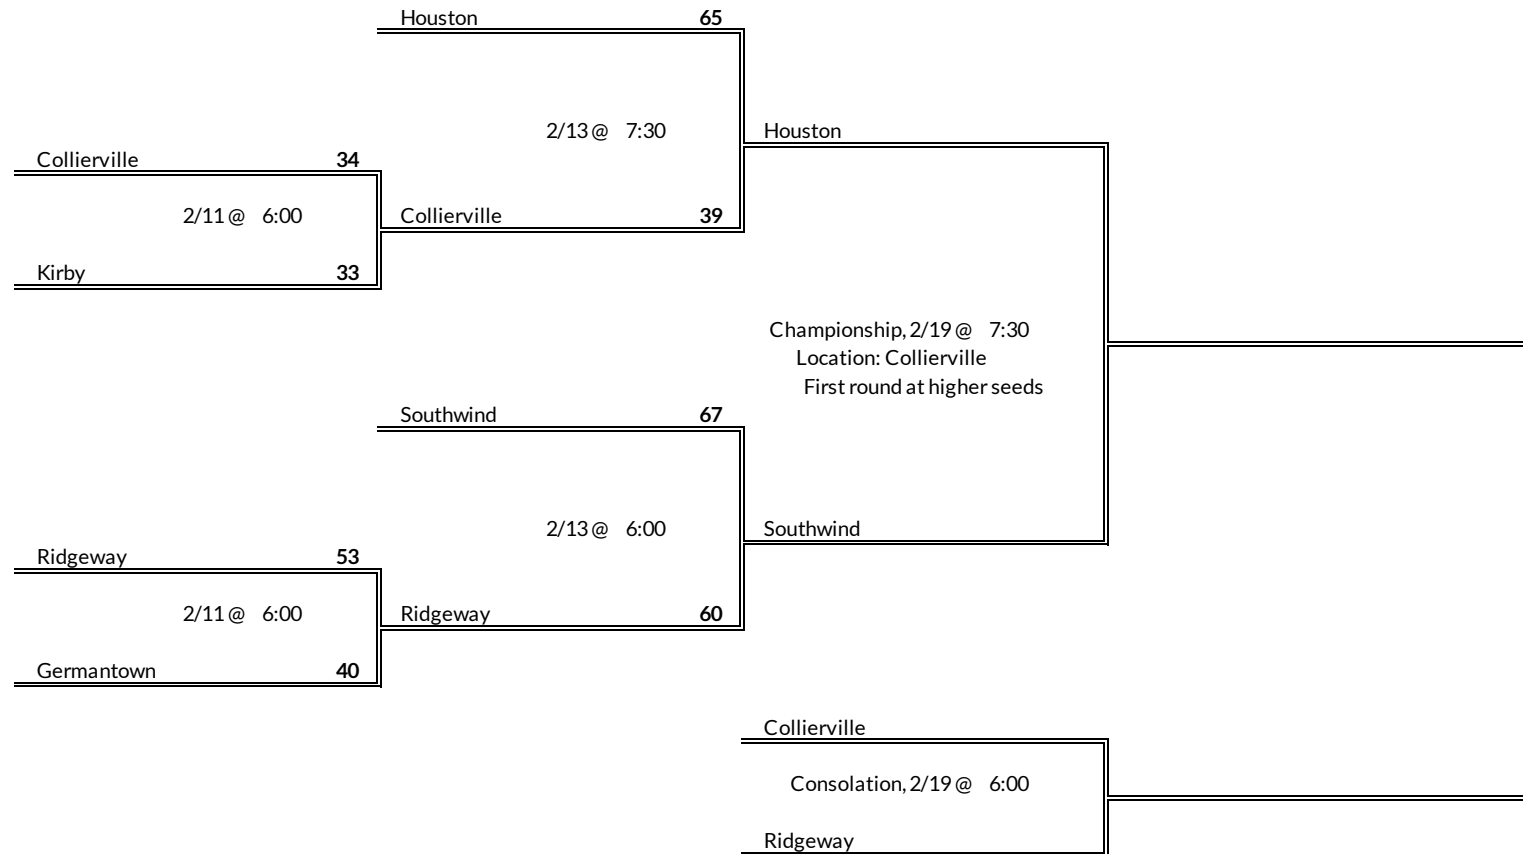 Houston 65
2/13 @ 7:30
Houston
Collierville 34
2/11 @ 6:00
Collierville 39
Kirby 33
Championship, 2/19 @ 7:30
Location: Collierville
First round at higher seeds
Southwind 67
2/13 @ 6:00
Southwind
Ridgeway 53
2/11 @ 6:00
Ridgeway 60
Germantown 40
Collierville
Consolation, 2/19 @ 6:00
Ridgeway